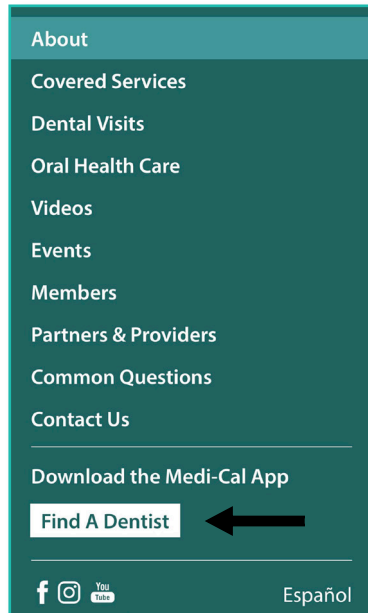 About
Covered Services
Dental Visits
Oral Health Care
Videos
Events
Members
Partners & Providers
Common Questions
Contact Us
Download the Medi-Cal App
Find A Dentist
You
Tube
Español